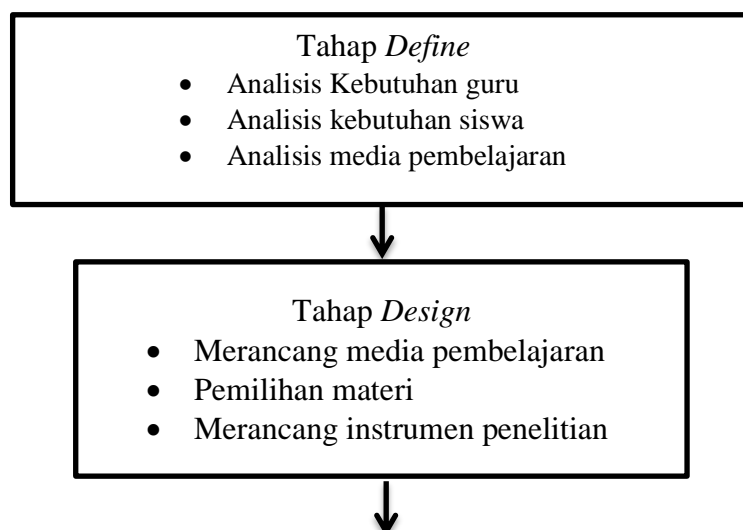 Tahap Define
• Analisis Kebutuhan guru
• Analisis kebutuhan siswa
• Analisis media pembelajaran
Tahap Design
• Merancang media pembelajaran
• Pemilihan materi
• Merancang instrumen penelitian